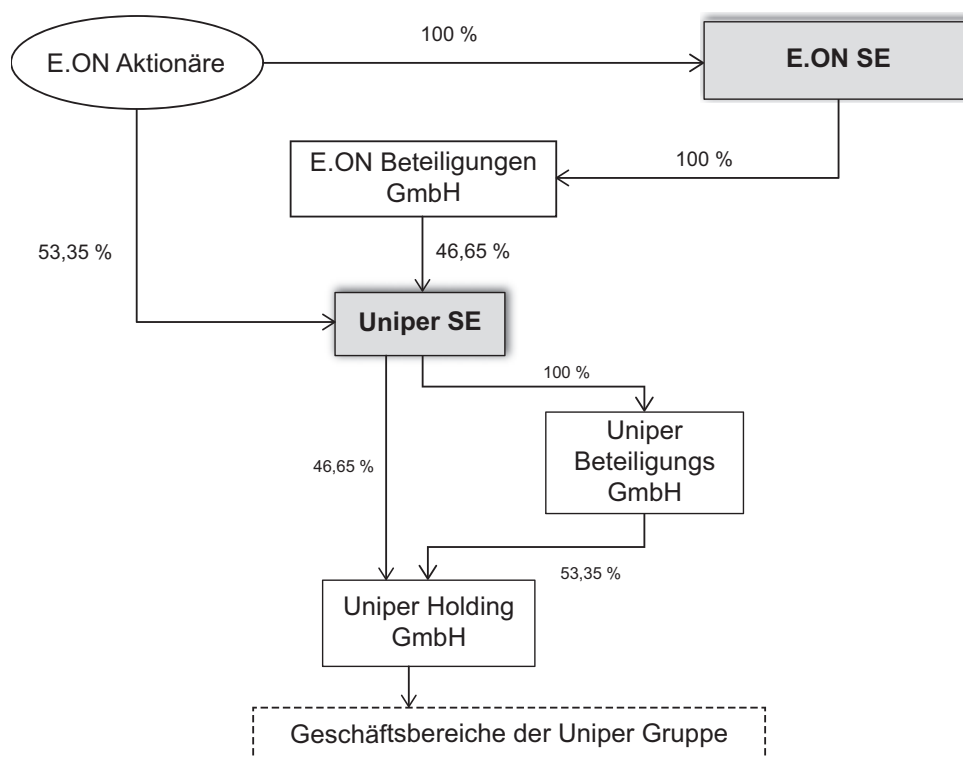 100 %
E.ON Aktionäre
E.ON SE
E.ON Beteiligungen
GmbH
100 %
53,35 %
46,65 %
Uniper SE
100 %
Uniper
Beteiligungs
GmbH
46,65 %
53,35 %
Uniper Holding
GmbH
Geschäftsbereiche der Uniper Gruppe